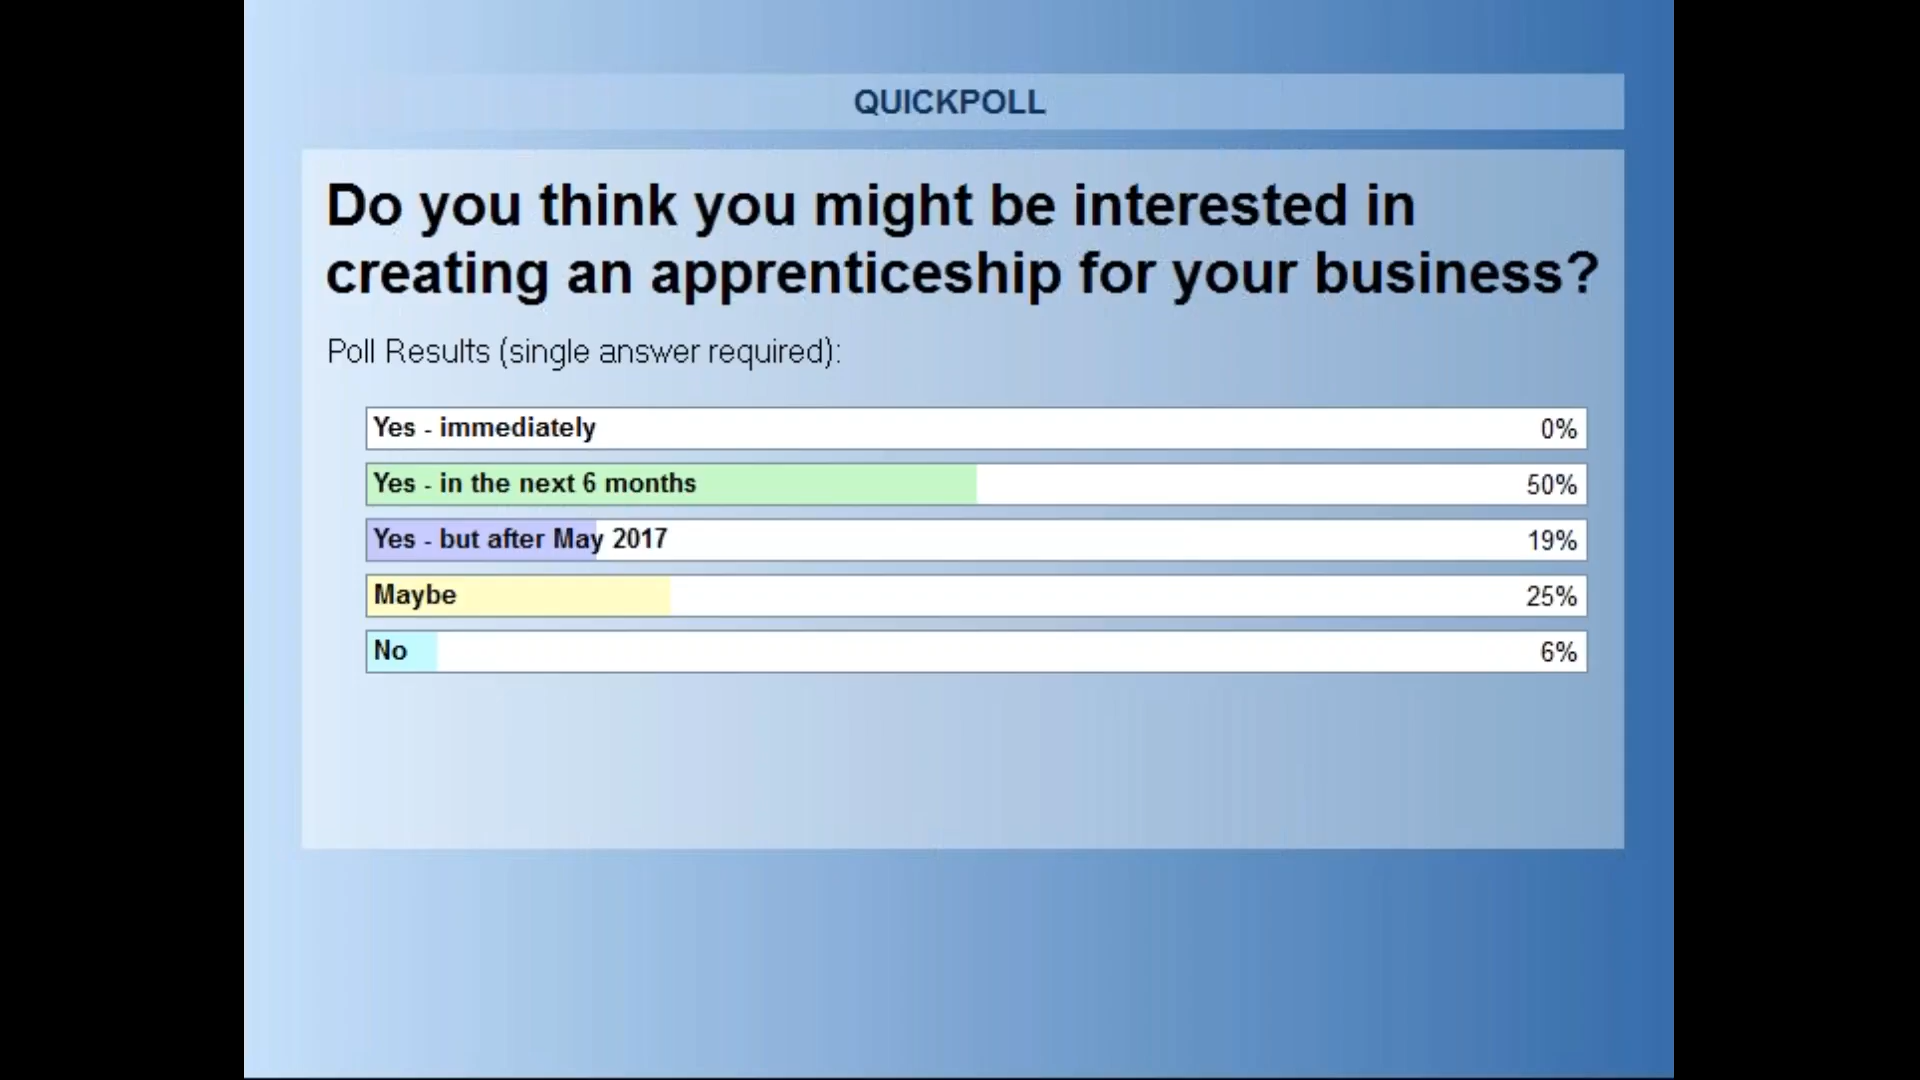 QUICKPOLL
Do you think you might be interested in
creating an apprenticeship for your business?
Poll Results (single answer required):
Yes - immediately 0%
Yes - in the next 6 months 50%
Yes - but after May 2017 19%
Maybe 25%
No 6%